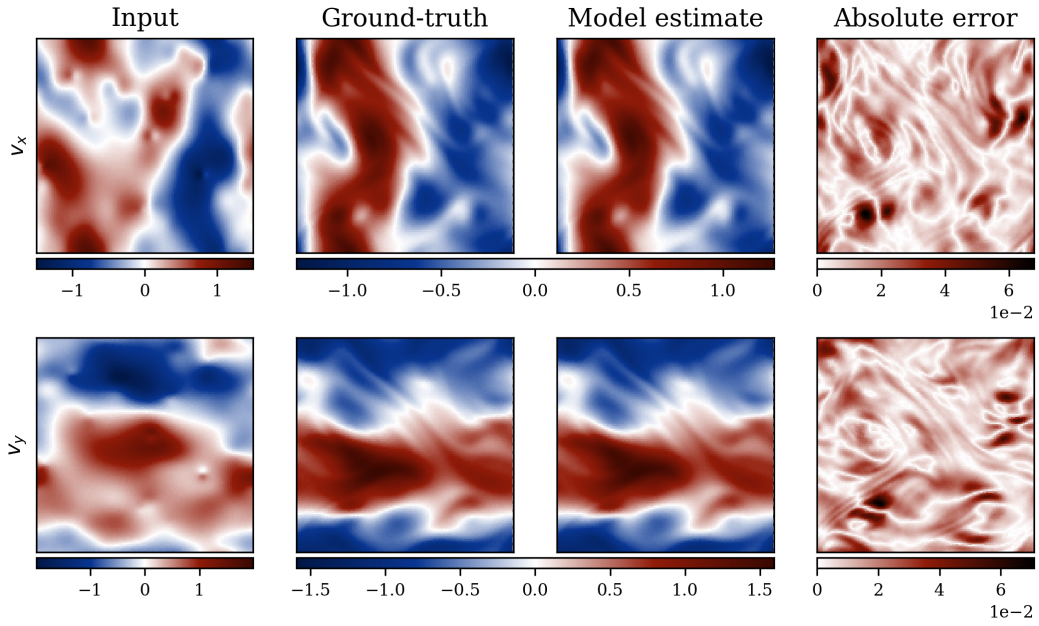 Input Ground-truth Model estimate Absolute error
vx
−1 0 1 −1.0 −0.5 0.0 0.5 1.0 0 2 4 6
1e−2
vy
−1 0 1 −1.5 −1.0 −0.5 0.0 0.5 1.0 1.5 0 2 4 6
1e−2